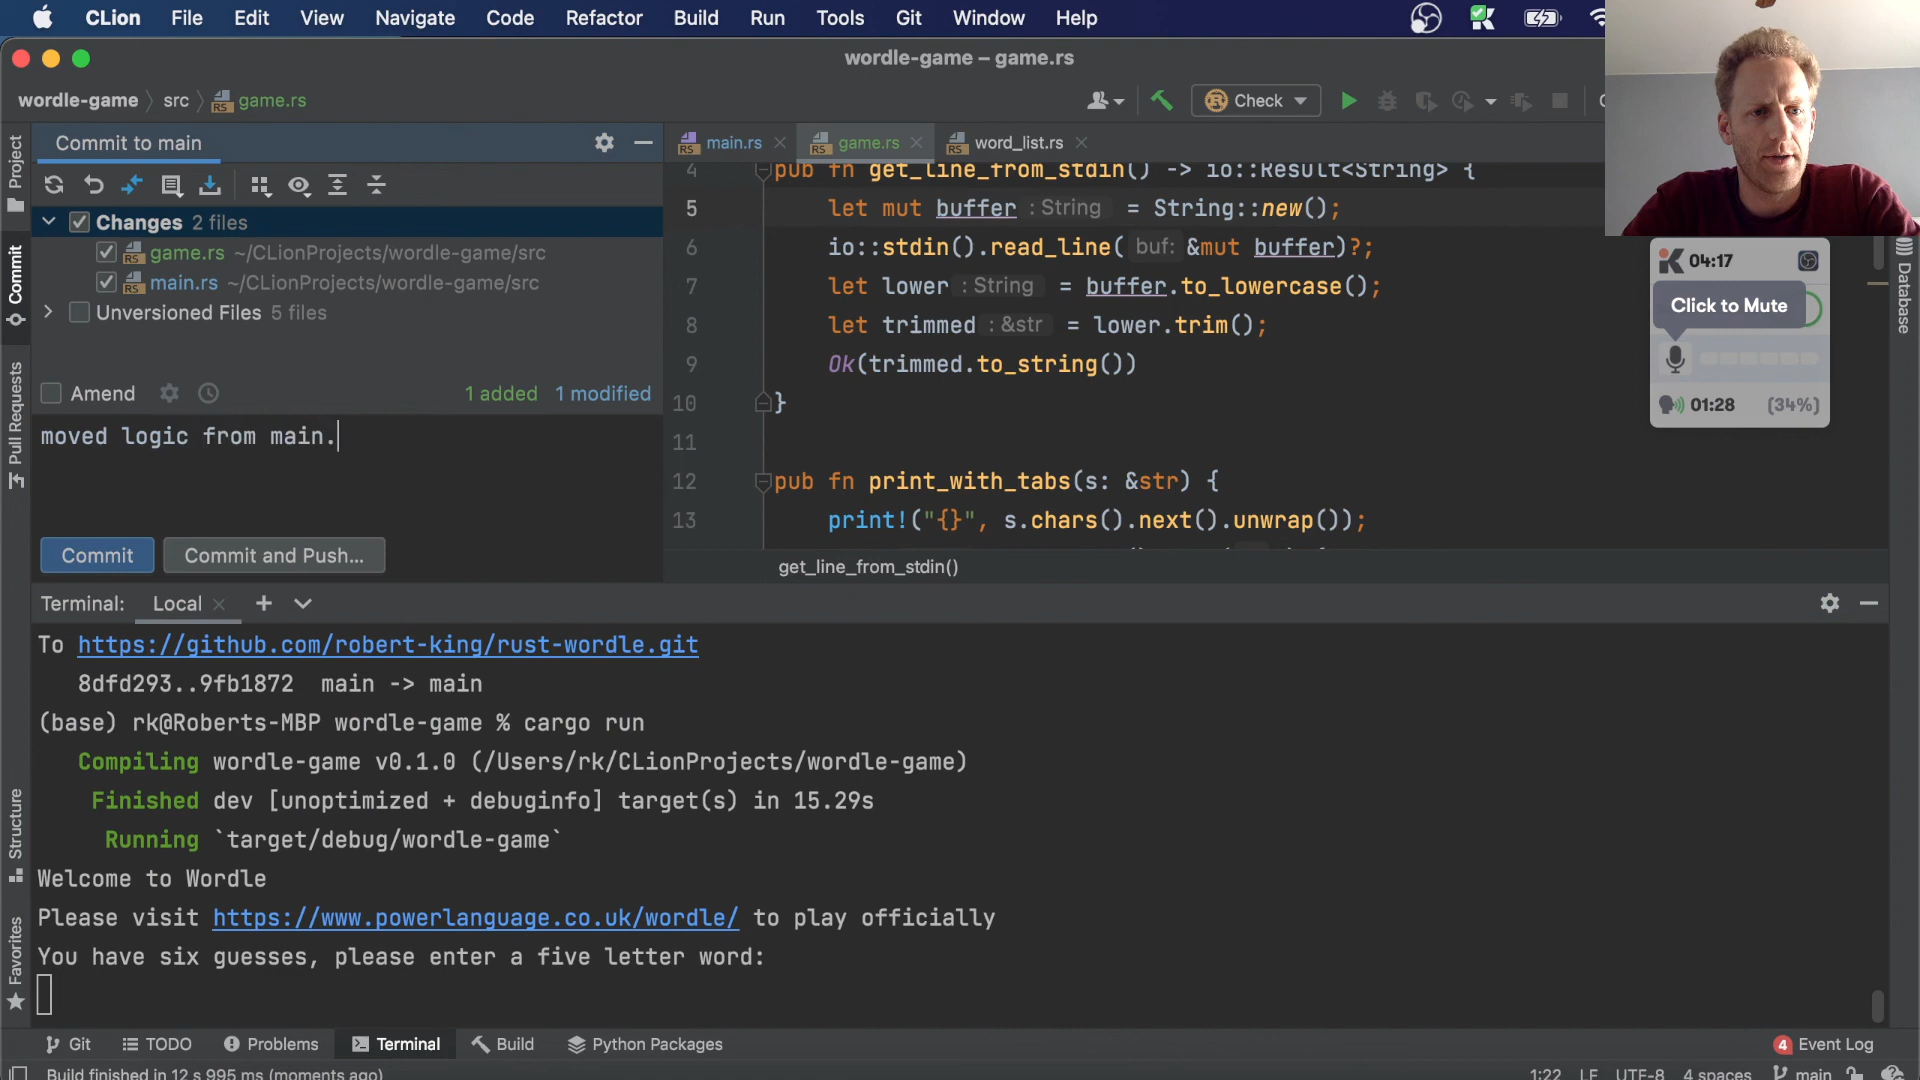 CLion File Edit View Navigate Code Refactor Build Run Tools Git Window Help
wordle-game – game.rs
wordle-game src game.rs
Check
Commit to main
main.rs game.rs word_list.rs
Changes 2 files
game.rs ~/CLionProjects/wordle-game/src
main.rs ~/CLionProjects/wordle-game/src
Unversioned Files 5 files
Amend 1 added 1 modified
moved logic from main.
Commit Commit and Push...
4 pub fn get_line_from_stdin() -> io::Result<String> {
5 let mut buffer : String = String::new();
6 io::stdin().read_line( buf: &mut buffer)?;
7 let lower : String = buffer.to_lowercase();
8 let trimmed : &str = lower.trim();
9 Ok(trimmed.to_string())
10 }
11
12 pub fn print_with_tabs(s: &str) {
13 print!("{}", s.chars().next().unwrap());
get_line_from_stdin()
04:17
Click to Mute
01:28 (34%)
Project
Commit
Pull Requests
Structure
Favorites
Database
Terminal: Local
To https://github.com/robert-king/rust-wordle.git
8dfd293..9fb1872 main -> main
(base) rk@Roberts-MBP wordle-game % cargo run
Compiling wordle-game v0.1.0 (/Users/rk/CLionProjects/wordle-game)
Finished dev [unoptimized + debuginfo] target(s) in 15.29s
Running `target/debug/wordle-game`
Welcome to Wordle
Please visit https://www.powerlanguage.co.uk/wordle/ to play officially
You have six guesses, please enter a five letter word:
Git TODO Problems Terminal Build Python Packages 4 Event Log
Build finished in 12 s 995 ms (moments ago) 1:22 LF UTF-8 4 spaces main